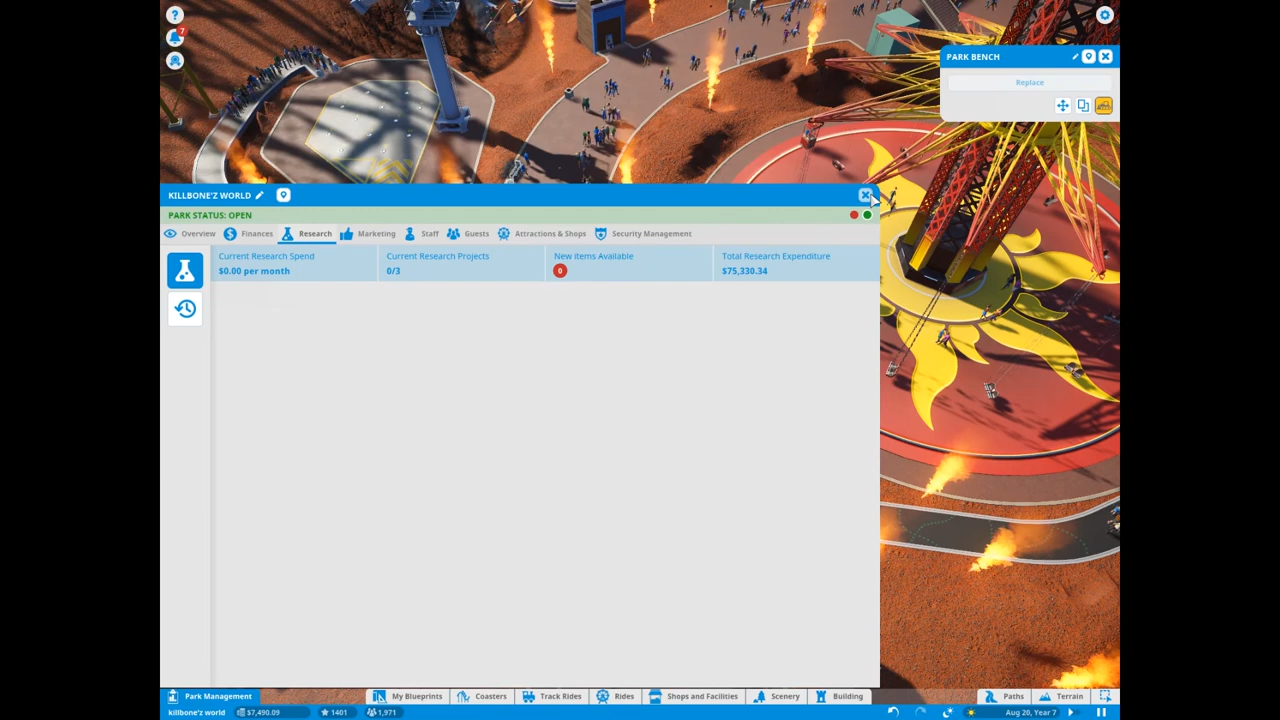 ?
7
PARK BENCH
Replace
KILLBONE'Z WORLD
PARK STATUS: OPEN
Overview Finances Research Marketing Staff Guests Attractions & Shops Security Management
Current Research Spend Current Research Projects New items Available Total Research Expenditure
$0.00 per month 0/3 0 $75,330.34
Park Management My Blueprints Coasters Track Rides Rides Shops and Facilities Scenery Building Paths Terrain
killbone'z world $7,490.09 1401 1,971 Aug 20, Year 7